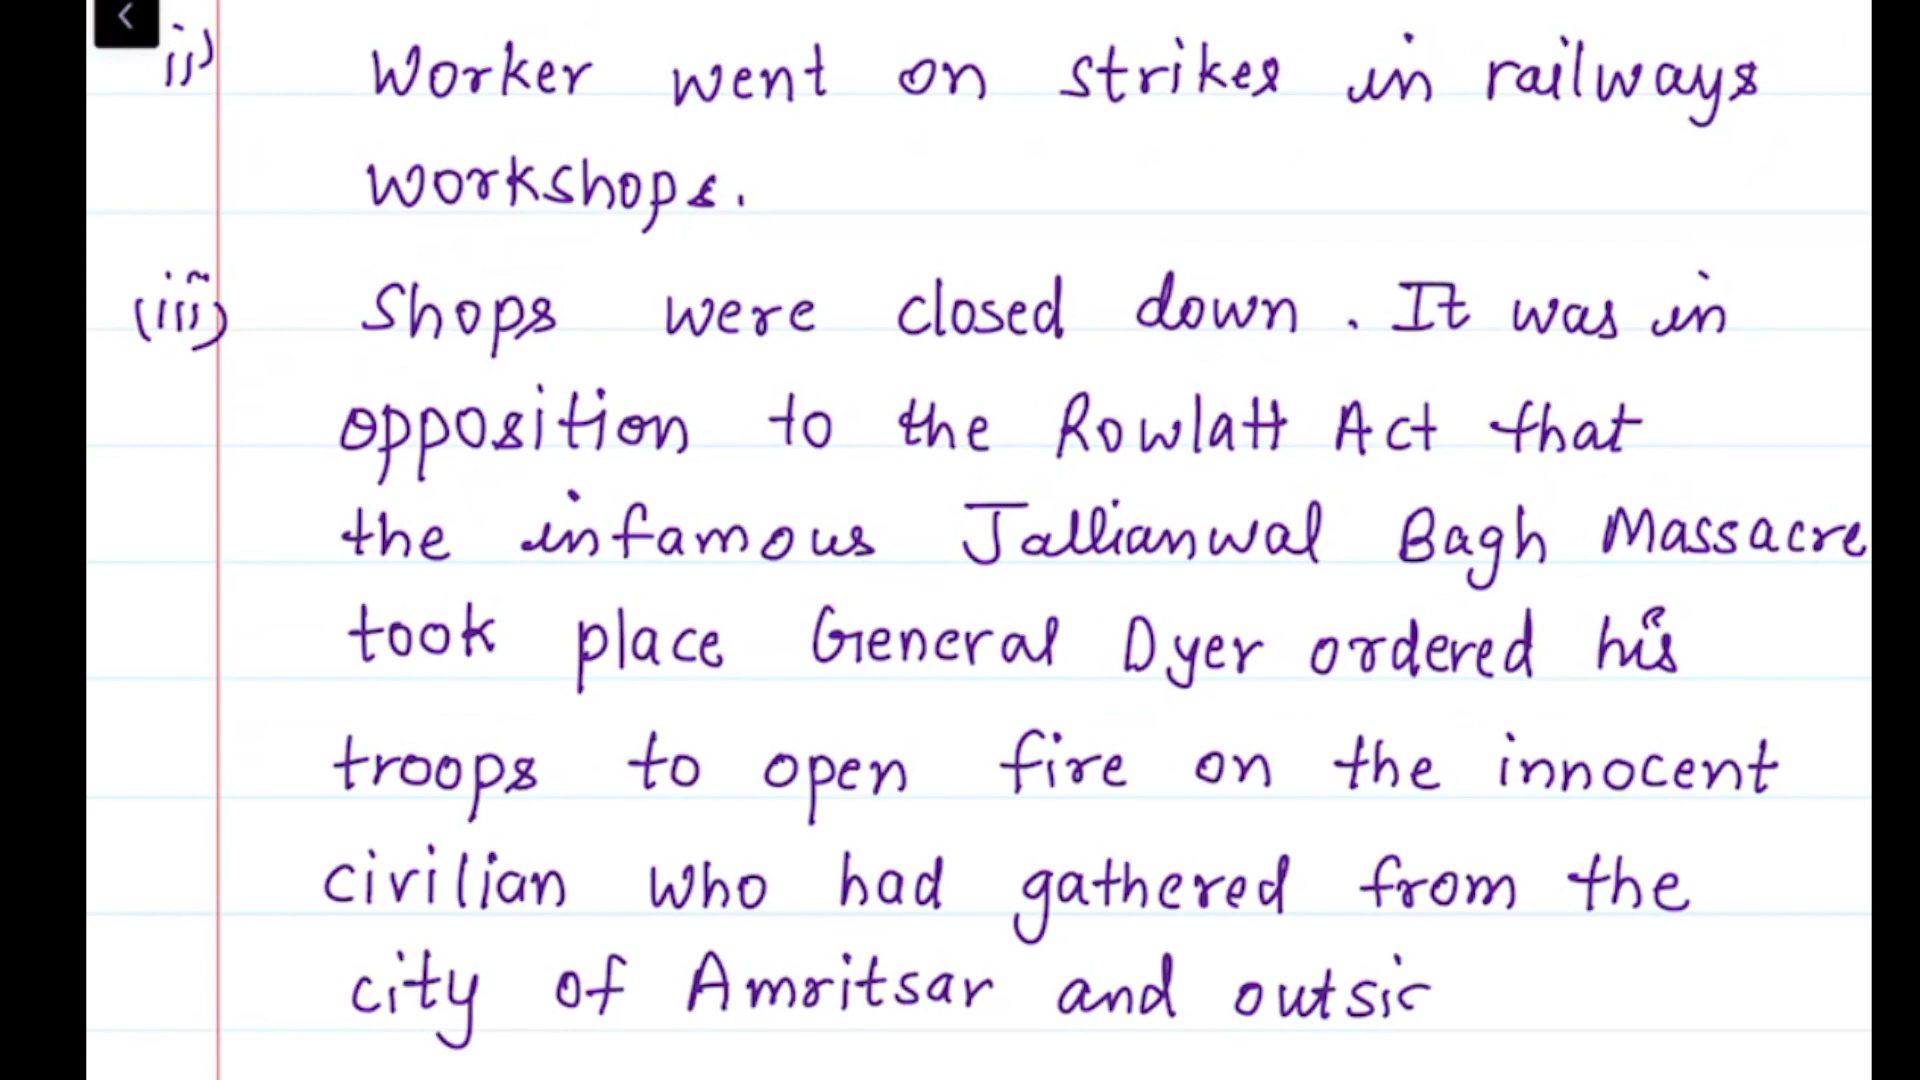 ii) Worker went on strikes in railways
workshops.
(iii) Shops were closed down. It was in
opposition to the Rowlatt Act that
the infamous Jallianwal Bagh Massacre
took place General Dyer ordered his
troops to open fire on the innocent
civilian who had gathered from the
city of Amritsar and outsic